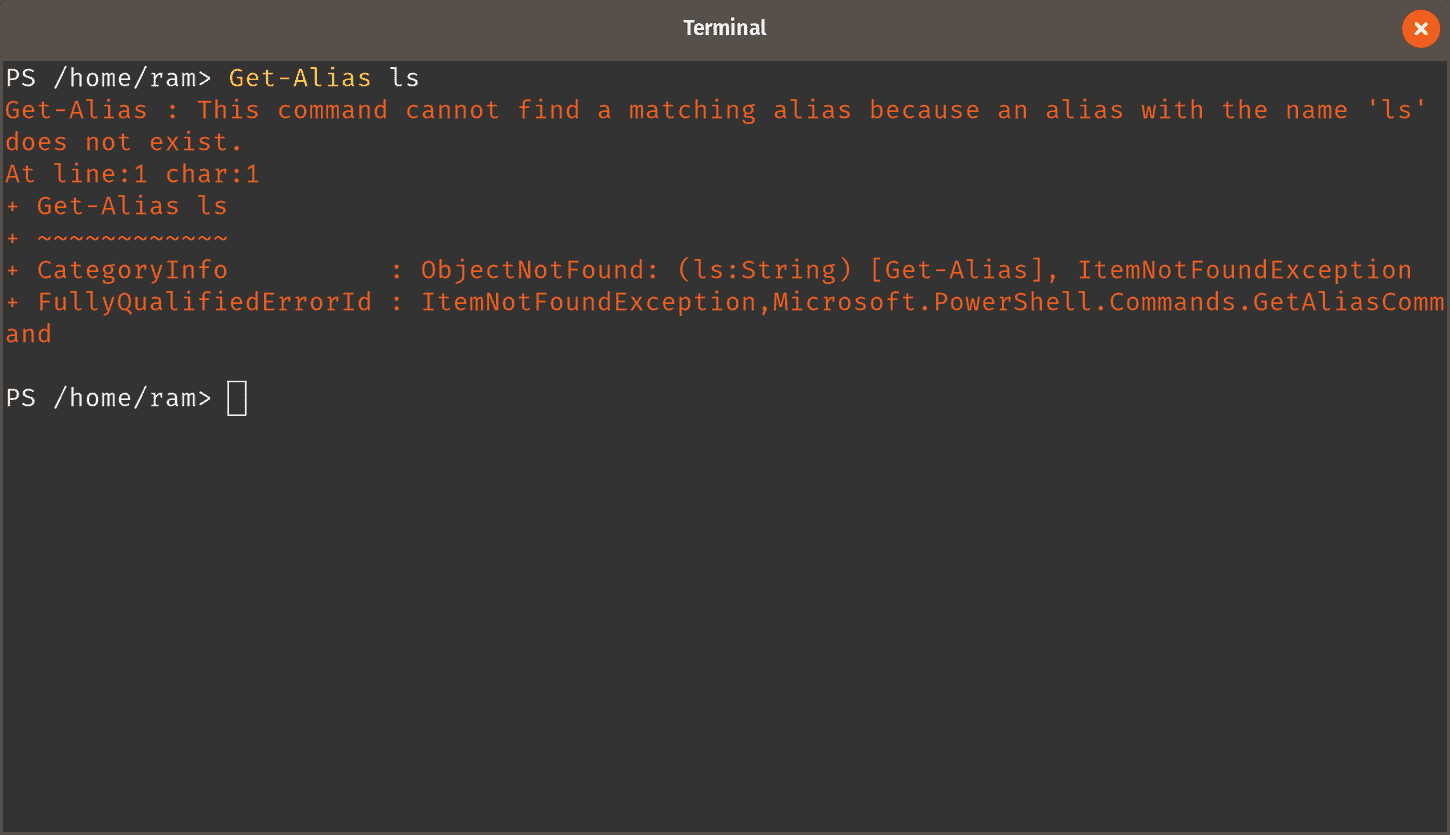 Terminal
PS /home/ram> Get-Alias ls
Get-Alias : This command cannot find a matching alias because an alias with the name 'ls'
does not exist.
At line:1 char:1
+ Get-Alias ls
+ ~~~~~~~~~~~~
+ CategoryInfo          : ObjectNotFound: (ls:String) [Get-Alias], ItemNotFoundException
+ FullyQualifiedErrorId : ItemNotFoundException,Microsoft.PowerShell.Commands.GetAliasComm
and
PS /home/ram>